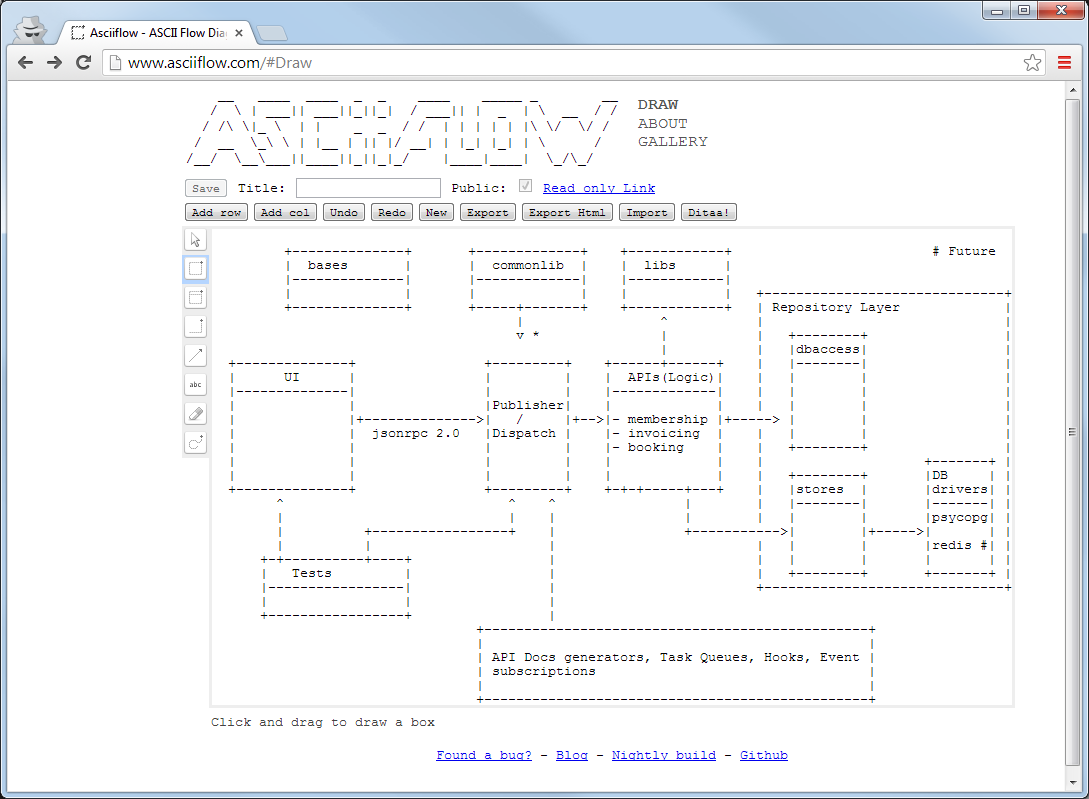 Asciiflow - ASCII Flow Dia
www.asciiflow.com/#Draw
ASCiiFLOW
DRAW
ABOUT
GALLERY
Save Title: Public: Read only Link
Add row Add col Undo Redo New Export Export Html Import Ditaa!
abc
# Future
bases commonlib libs
Repository Layer
v *
dbaccess
UI APIs(Logic)
Publisher
/ - membership
jsonrpc 2.0 Dispatch - invoicing
- booking
DB
stores drivers
psycopg
redis #
Tests
API Docs generators, Task Queues, Hooks, Event
subscriptions
Click and drag to draw a box
Found a bug? - Blog - Nightly build - Github